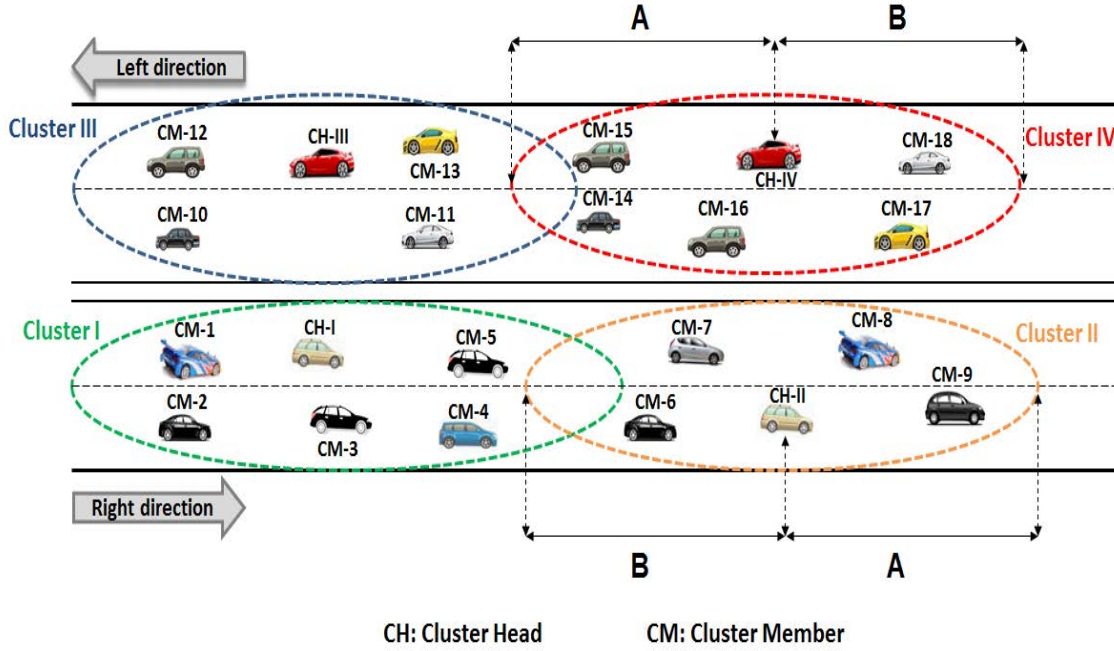 A
B
Left direction
Cluster III
CM-12
CH-III
CM-13
CM-15
CM-18
Cluster IV
CH-IV
CM-10
CM-11
CM-14
CM-16
CM-17
Cluster I
CM-1
CH-I
CM-5
CM-7
CM-8
Cluster II
CM-2
CM-3
CM-4
CM-6
CH-II
CM-9
Right direction
B
A
CH: Cluster Head
CM: Cluster Member